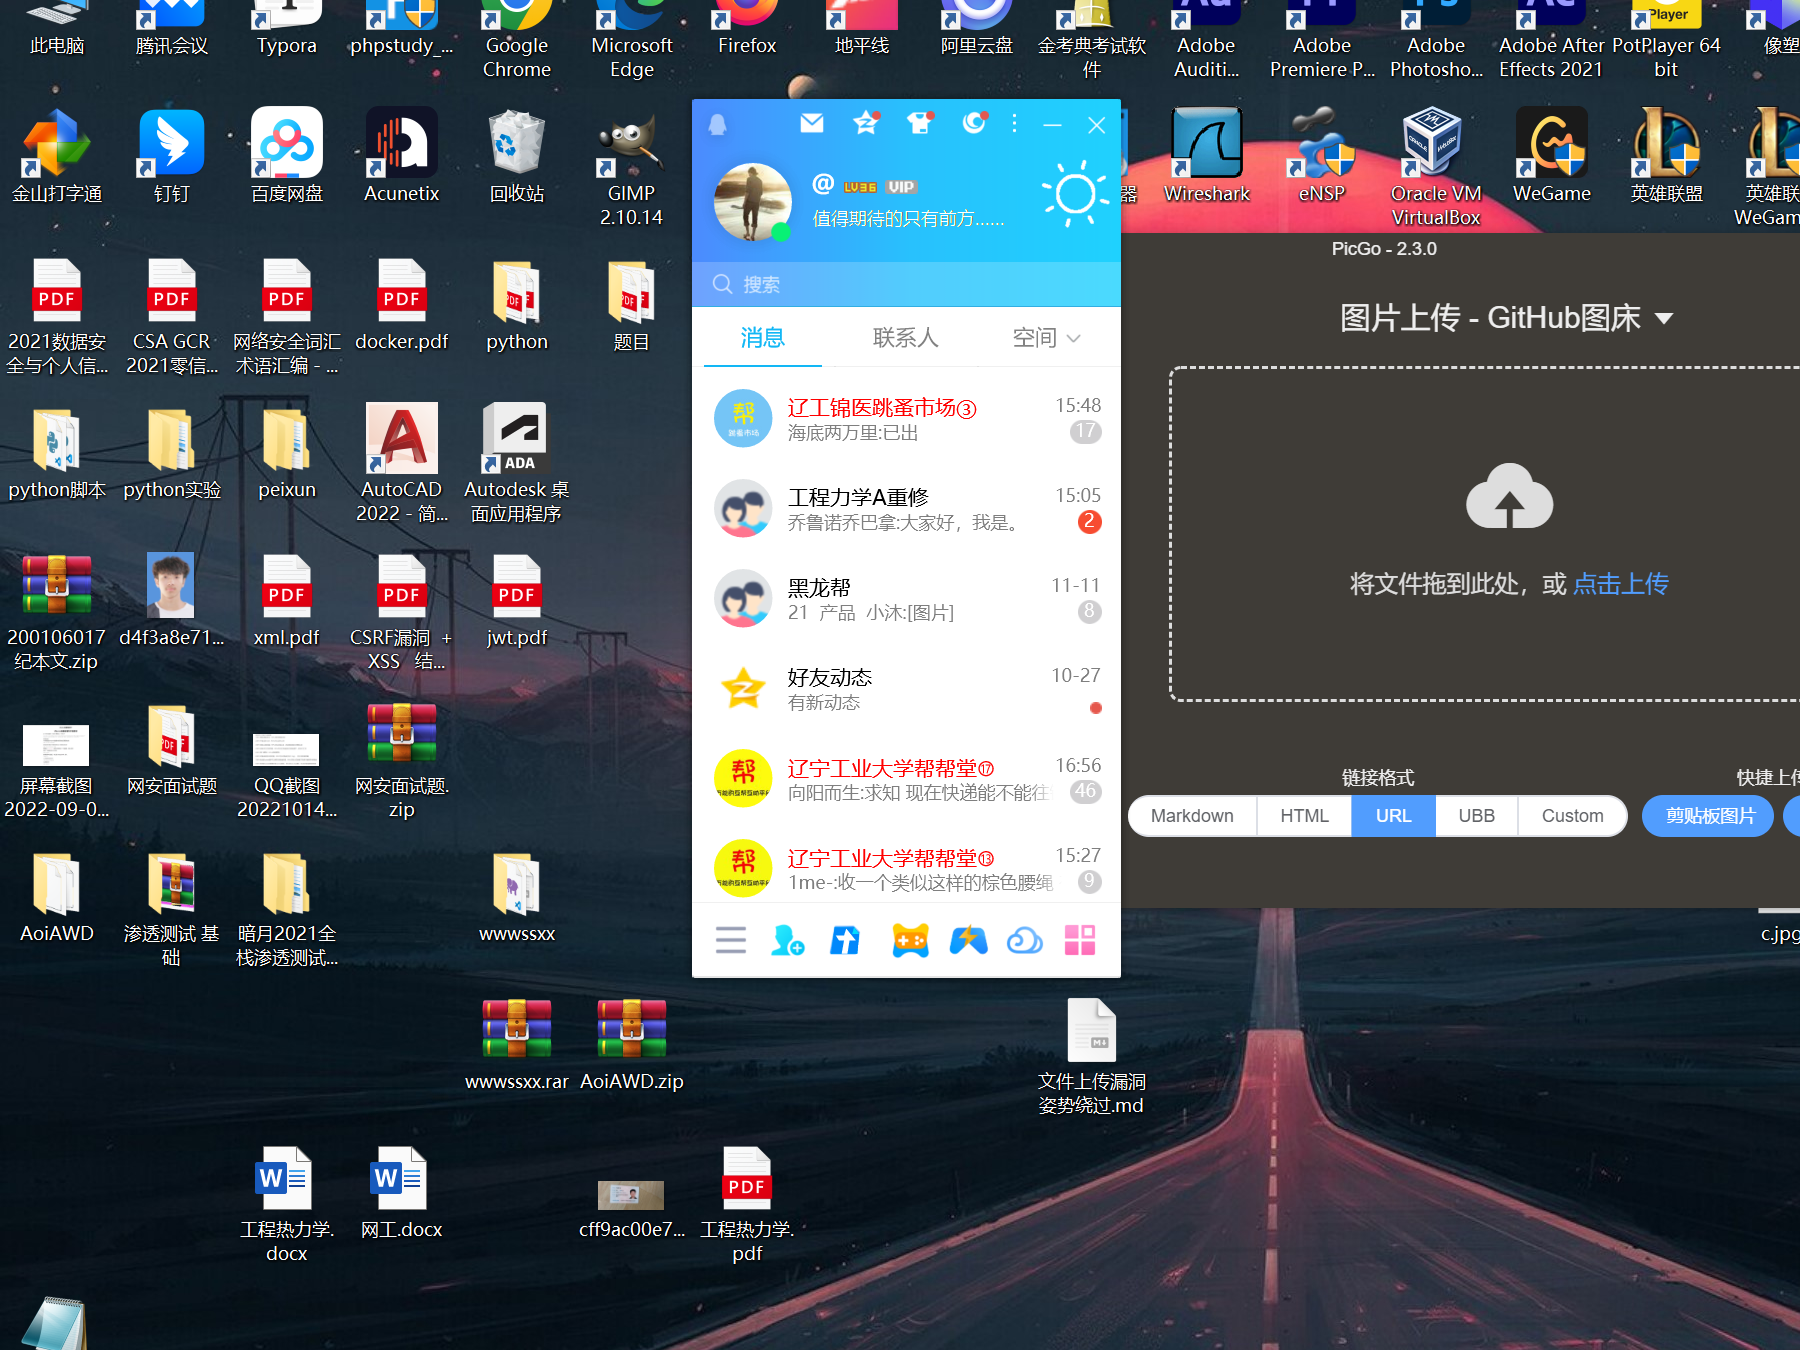 此电脑
腾讯会议
Typora
phpstudy_...
Google
Chrome
Microsoft
Edge
Firefox
地平线
阿里云盘
金考典考试软
件
Adobe
Auditi...
Adobe
Premiere P...
Adobe
Photosho...
Adobe After
Effects 2021
Player
PotPlayer 64
bit
像塑
金山打字通
钉钉
百度网盘
Acunetix
回收站
GIMP
2.10.14
器
Wireshark
eNSP
Oracle VM
VirtualBox
WeGame
英雄联盟
英雄联
WeGam
PDF
2021数据安
全与个人信...
PDF
CSA GCR
2021零信...
PDF
网络安全词汇
术语汇编 - ...
PDF
docker.pdf
python
题目
python脚本
python实验
peixun
AutoCAD
2022 - 简...
ADA
Autodesk 桌
面应用程序
200106017
纪本文.zip
d4f3a8e71...
PDF
xml.pdf
PDF
CSRF漏洞 +
XSS 结...
PDF
jwt.pdf
屏幕截图
2022-09-0...
网安面试题
QQ截图
20221014...
网安面试题.
zip
AoiAWD
渗透测试 基
础
暗月2021全
栈渗透测试...
wwwssxx
wwwssxx.rar
AoiAWD.zip
文件上传漏洞
姿势绕过.md
工程热力学.
docx
网工.docx
cff9ac00e7...
PDF
工程热力学.
pdf
c.jpg
@ LV36 VIP
值得期待的只有前方......
搜索
消息
联系人
空间
帮
跳蚤市场
辽工锦医跳蚤市场③
15:48
海底两万里:已出
17
工程力学A重修
15:05
乔鲁诺乔巴拿:大家好，我是。
2
黑龙帮
11-11
21 产品 小沐:[图片]
8
好友动态
10-27
有新动态
帮
辽宁工业大学帮帮堂⑰
16:56
向阳而生:求知 现在快递能不能往
46
帮
辽宁工业大学帮帮堂⑬
15:27
1me-:收一个类似这样的棕色腰绳
9
PicGo - 2.3.0
图片上传 - GitHub图床
将文件拖到此处，或 点击上传
链接格式
快捷上传
Markdown
HTML
URL
UBB
Custom
剪贴板图片